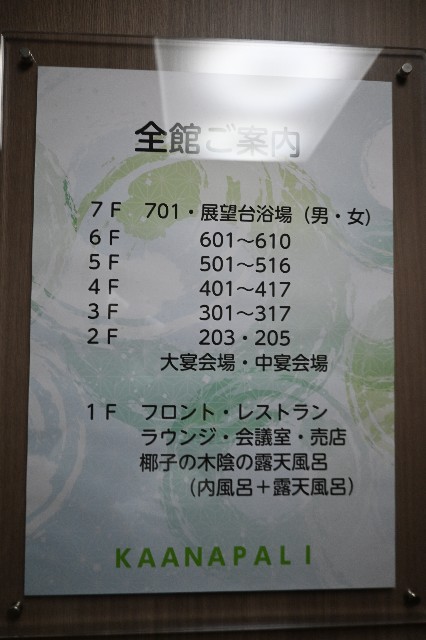 全館ご案内
7F 701・展望台浴場（男・女）
6F 601～610
5F 501～516
4F 401～417
3F 301～317
2F 203・205
大宴会場・中宴会場
1F フロント・レストラン
ラウンジ・会議室・売店
椰子の木陰の露天風呂
（内風呂＋露天風呂）
KAANAPALI